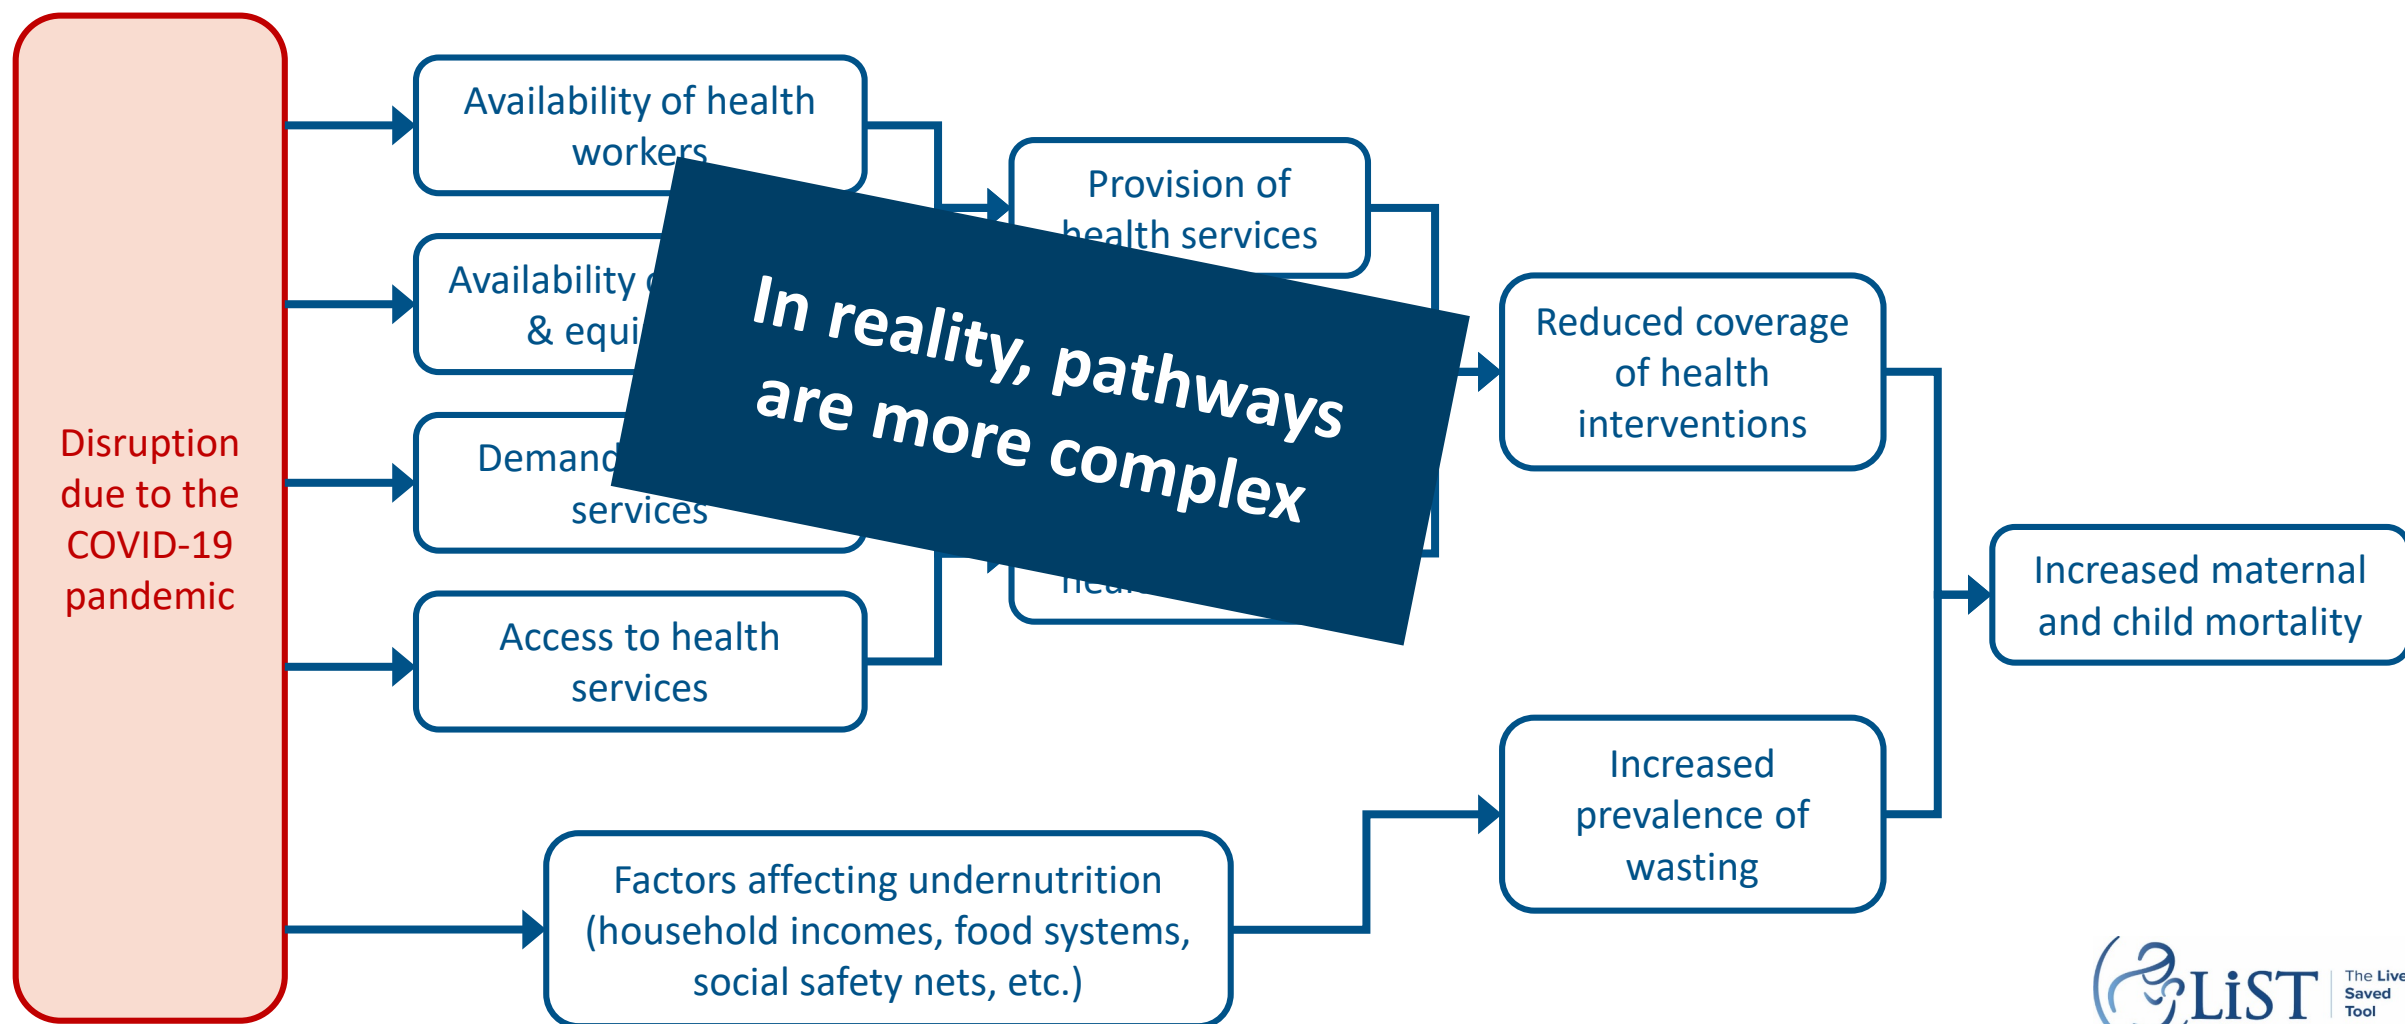 Disruption
due to the
COVID-19
pandemic
Availability of health
workers
Availability
& equi
Demand
services
Access to health
services
Factors affecting undernutrition
(household incomes, food systems,
social safety nets, etc.)
Provision of
health services
In reality, pathways
are more complex
Reduced coverage
of health
interventions
Increased
prevalence of
wasting
Increased maternal
and child mortality
LiST
The Live
Saved
Tool